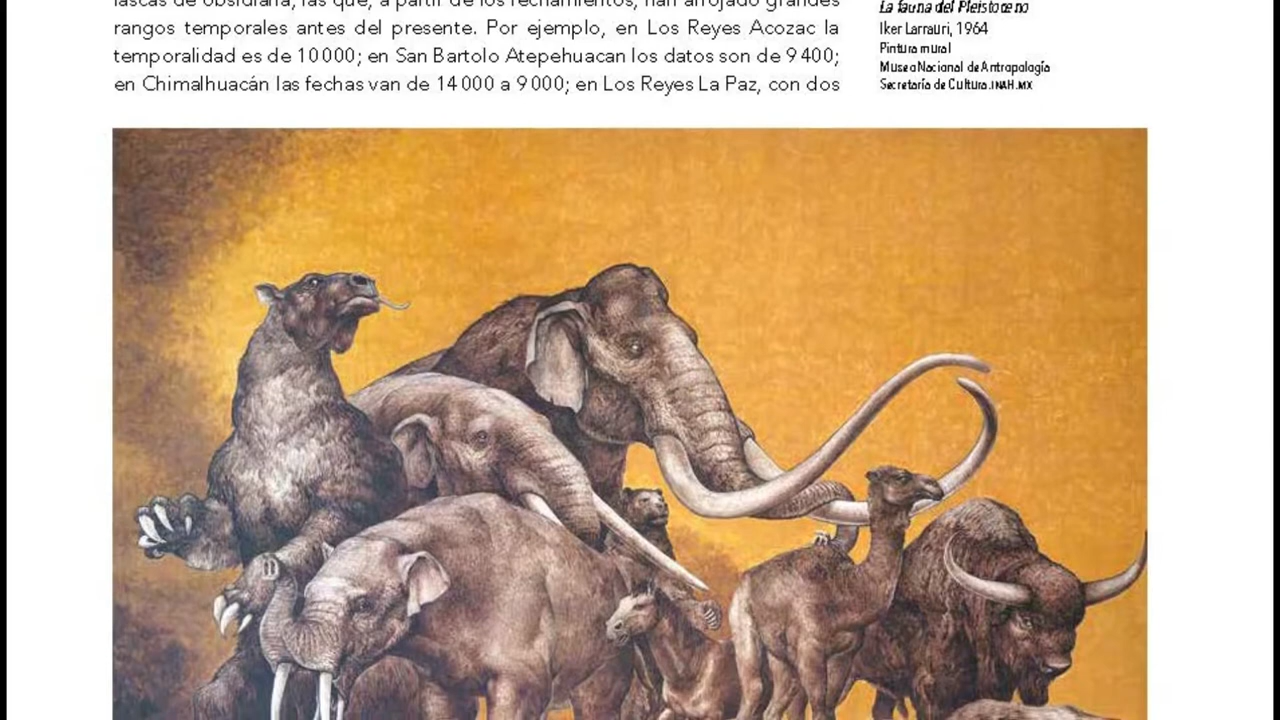 lascas de obsidiana, las que, a partir de los fechamientos, han arrojado grandes
rangos temporales antes del presente. Por ejemplo, en Los Reyes Acozac la
temporalidad es de 10 000; en San Bartolo Atepehuacan los datos son de 9 400;
en Chimalhuacán las fechas van de 14 000 a 9 000; en Los Reyes La Paz, con dos
La fauna del Pleistoceno
Iker Larrauri, 1964
Pintura mural
Museo Nacional de Antropología
Secretaría de Cultura.INAH.MX